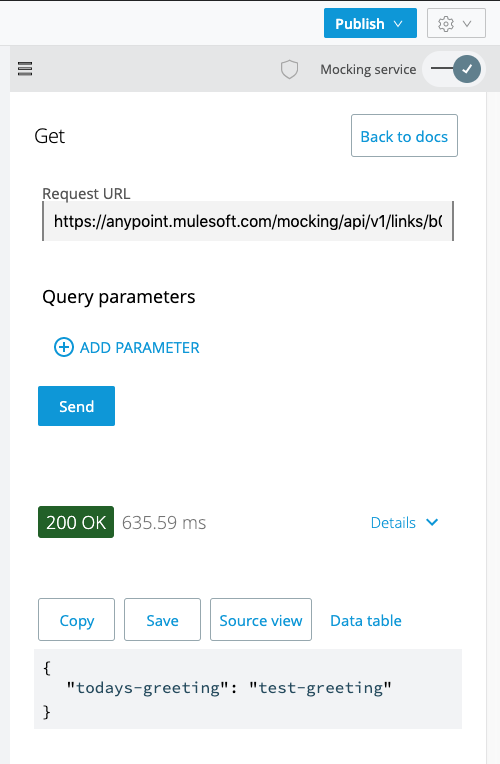 Publish
Mocking service
Get
Back to docs
Request URL
https://anypoint.mulesoft.com/mocking/api/v1/links/b0
Query parameters
ADD PARAMETER
Send
200 OK 635.59 ms
Details
Copy
Save
Source view
Data table
{
"todays-greeting": "test-greeting"
}